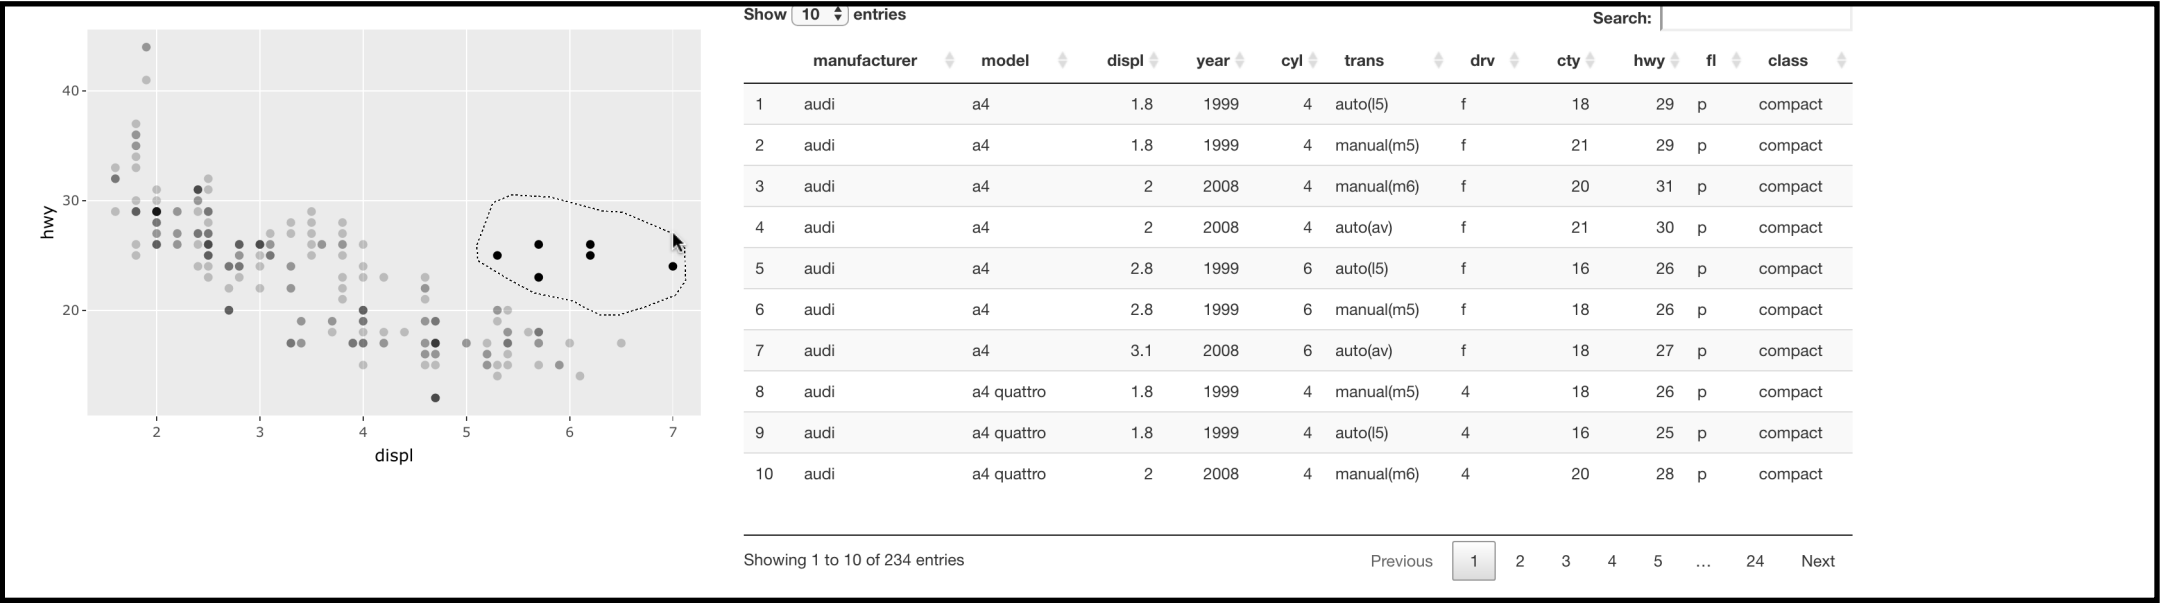 Show 10 entries
Search:
manufacturer model displ year cyl trans drv cty hwy fl class
1 audi a4 1.8 1999 4 auto(l5) f 18 29 p compact
2 audi a4 1.8 1999 4 manual(m5) f 21 29 p compact
3 audi a4 2 2008 4 manual(m6) f 20 31 p compact
4 audi a4 2 2008 4 auto(av) f 21 30 p compact
5 audi a4 2.8 1999 6 auto(l5) f 16 26 p compact
6 audi a4 2.8 1999 6 manual(m5) f 18 26 p compact
7 audi a4 3.1 2008 6 auto(av) f 18 27 p compact
8 audi a4 quattro 1.8 1999 4 manual(m5) 4 18 26 p compact
9 audi a4 quattro 1.8 1999 4 auto(l5) 4 16 25 p compact
10 audi a4 quattro 2 2008 4 manual(m6) 4 20 28 p compact
Showing 1 to 10 of 234 entries
Previous 1 2 3 4 5 … 24 Next
hwy
40
30
20
2 3 4 5 6 7
displ